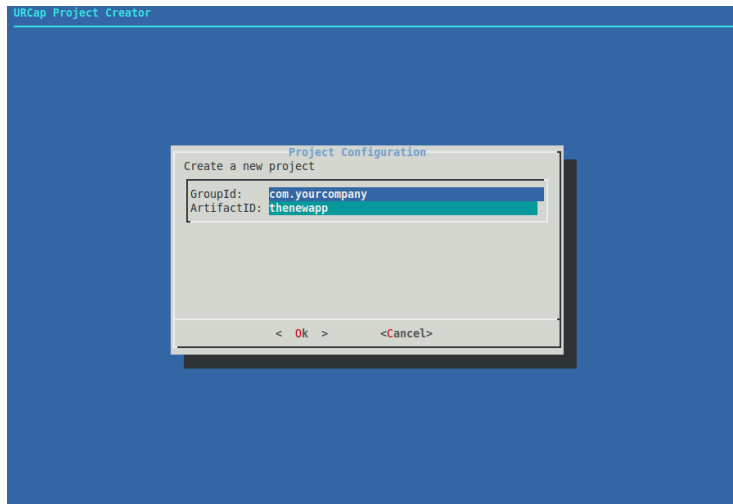 URCap Project Creator
Project Configuration
Create a new project
GroupId: com.yourcompany
ArtifactID: thenewapp
< Ok > <Cancel>